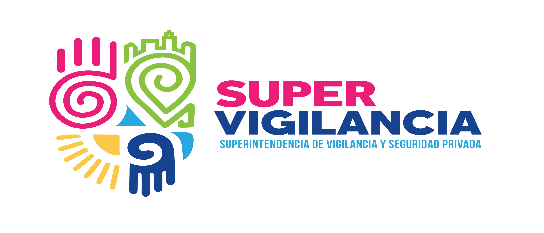 SUPER
VIGILANCIA
SUPERINTENDENCIA DE VIGILANCIA Y SEGURIDAD PRIVADA